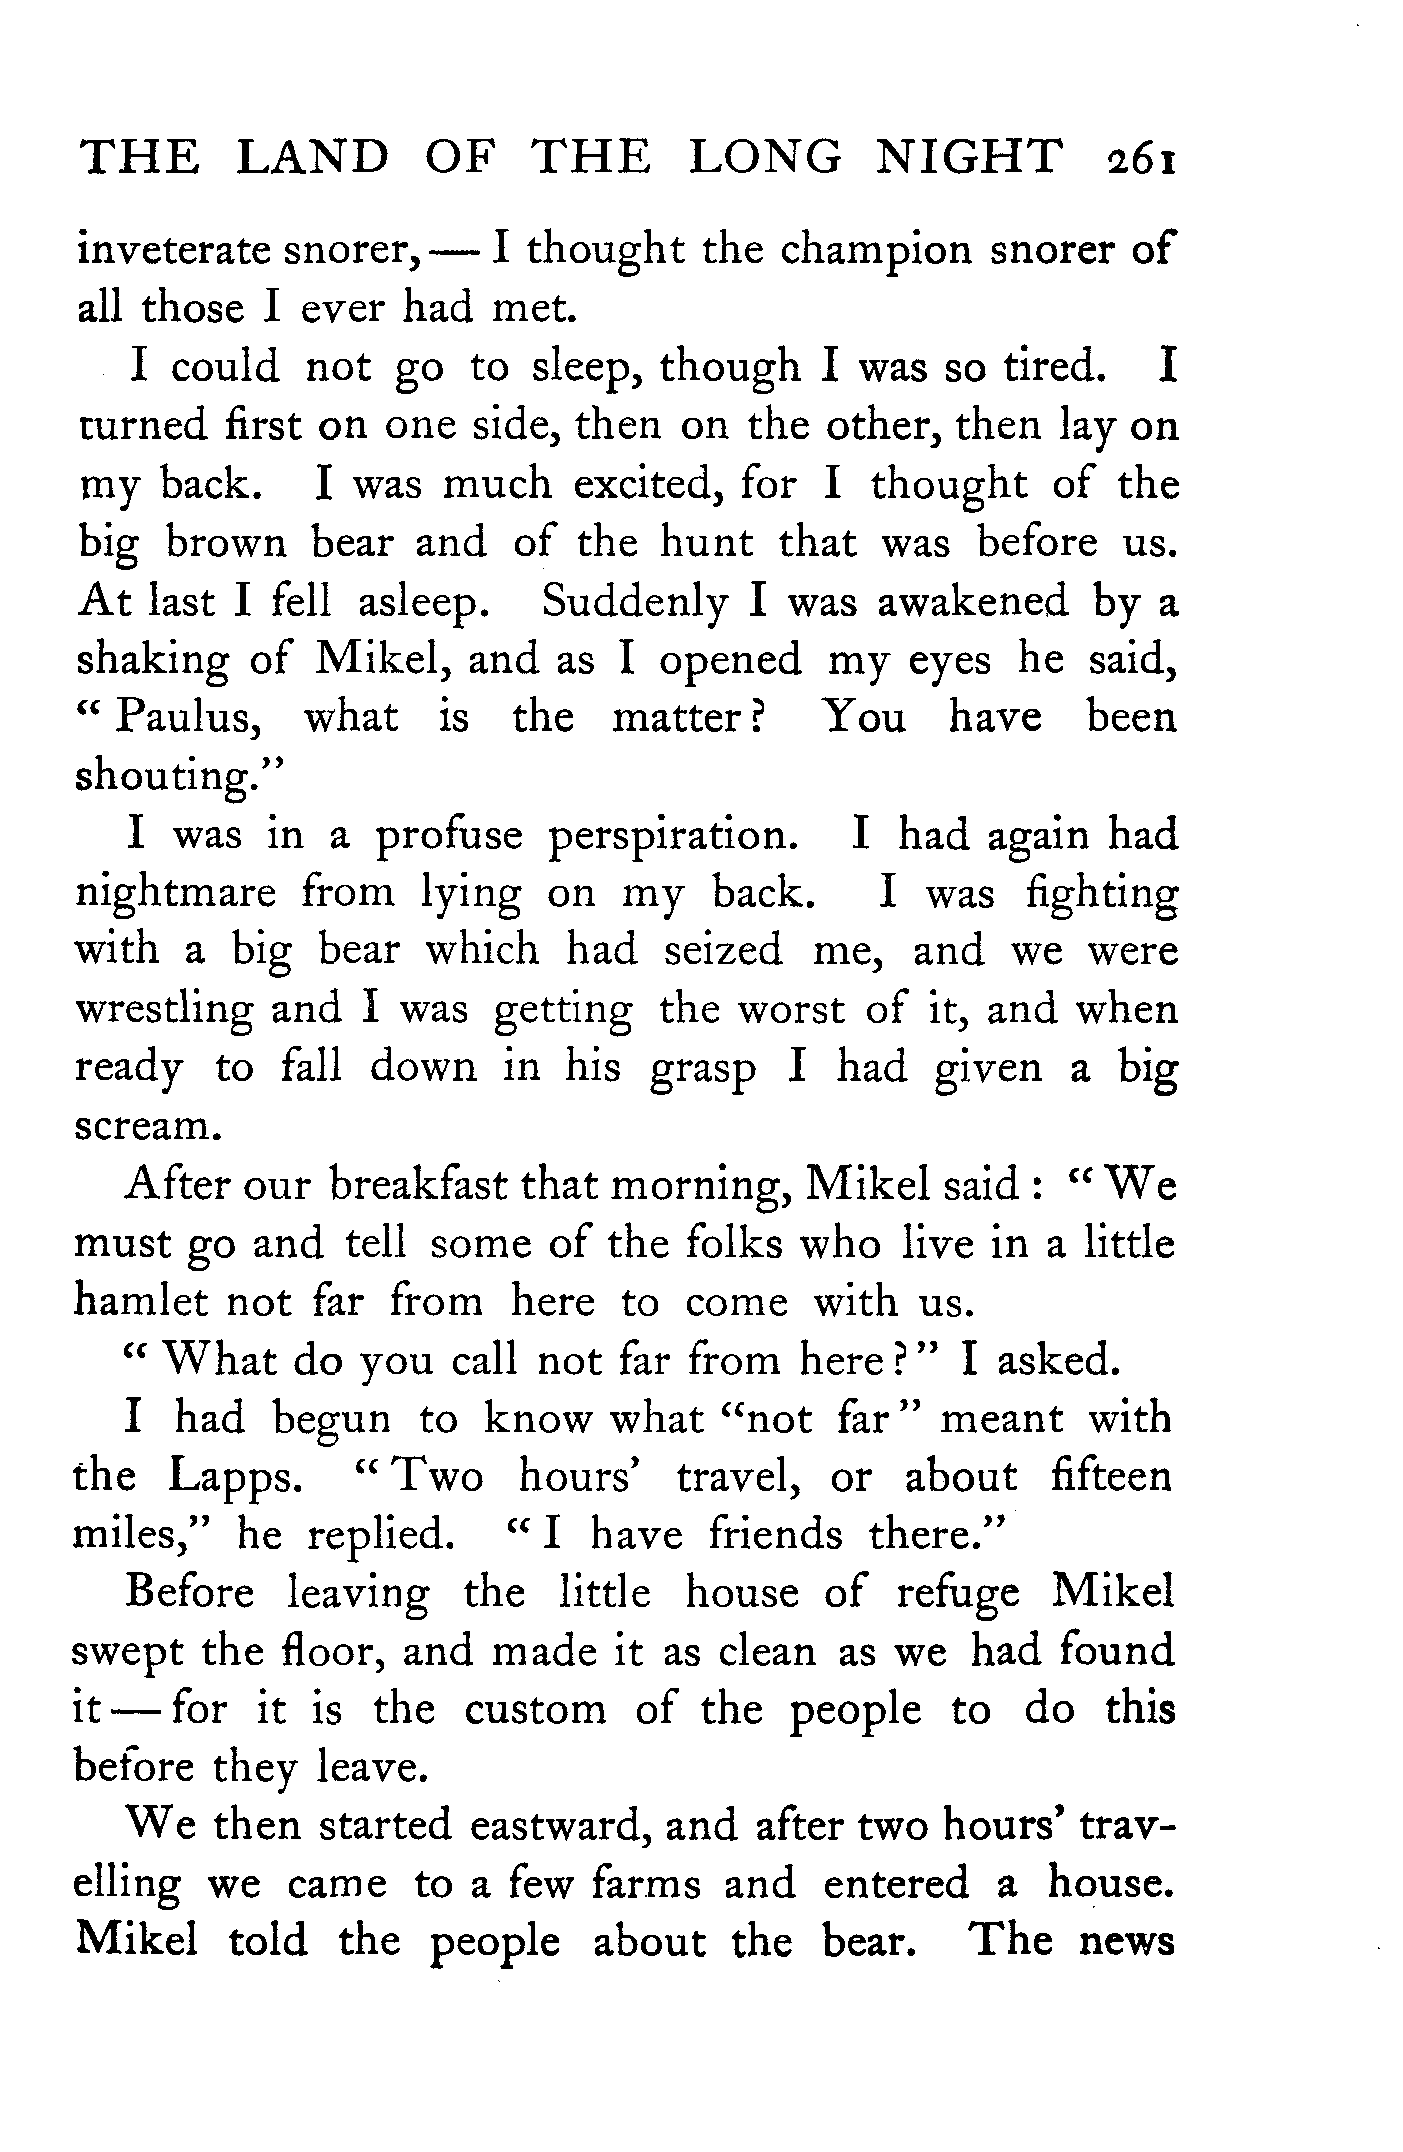 THE LAND OF THE LONG NIGHT 261
inveterate snorer,— I thought the champion snorer of
all those I ever had met.
I could not go to sleep, though I was so tired. I
turned first on one side, then on the other, then lay on
my back. I was much excited, for I thought of the
big brown bear and of the hunt that was before us.
At last I fell asleep. Suddenly I was awakened by a
shaking of Mikel, and as I opened my eyes he said,
“ Paulus, what is the matter? You have been
shouting.”
I was in a profuse perspiration. I had again had
nightmare from lying on my back. I was fighting
with a big bear which had seized me, and we were
wrestling and I was getting the worst of it, and when
ready to fall down in his grasp I had given a big
scream.
After our breakfast that morning, Mikel said : “ We
must go and tell some of the folks who live in a little
hamlet not far from here to come with us.
“ What do you call not far from here ? ” I asked.
I had begun to know what “not far ” meant with
the Lapps. “ Two hours’ travel, or about fifteen
miles,” he replied. “ I have friends there.”
Before leaving the little house of refuge Mikel
swept the floor, and made it as clean as we had found
it — for it is the custom of the people to do this
before they leave.
We then started eastward, and after two hours’ trav-
elling we came to a few farms and entered a house.
Mikel told the people about the bear. The news